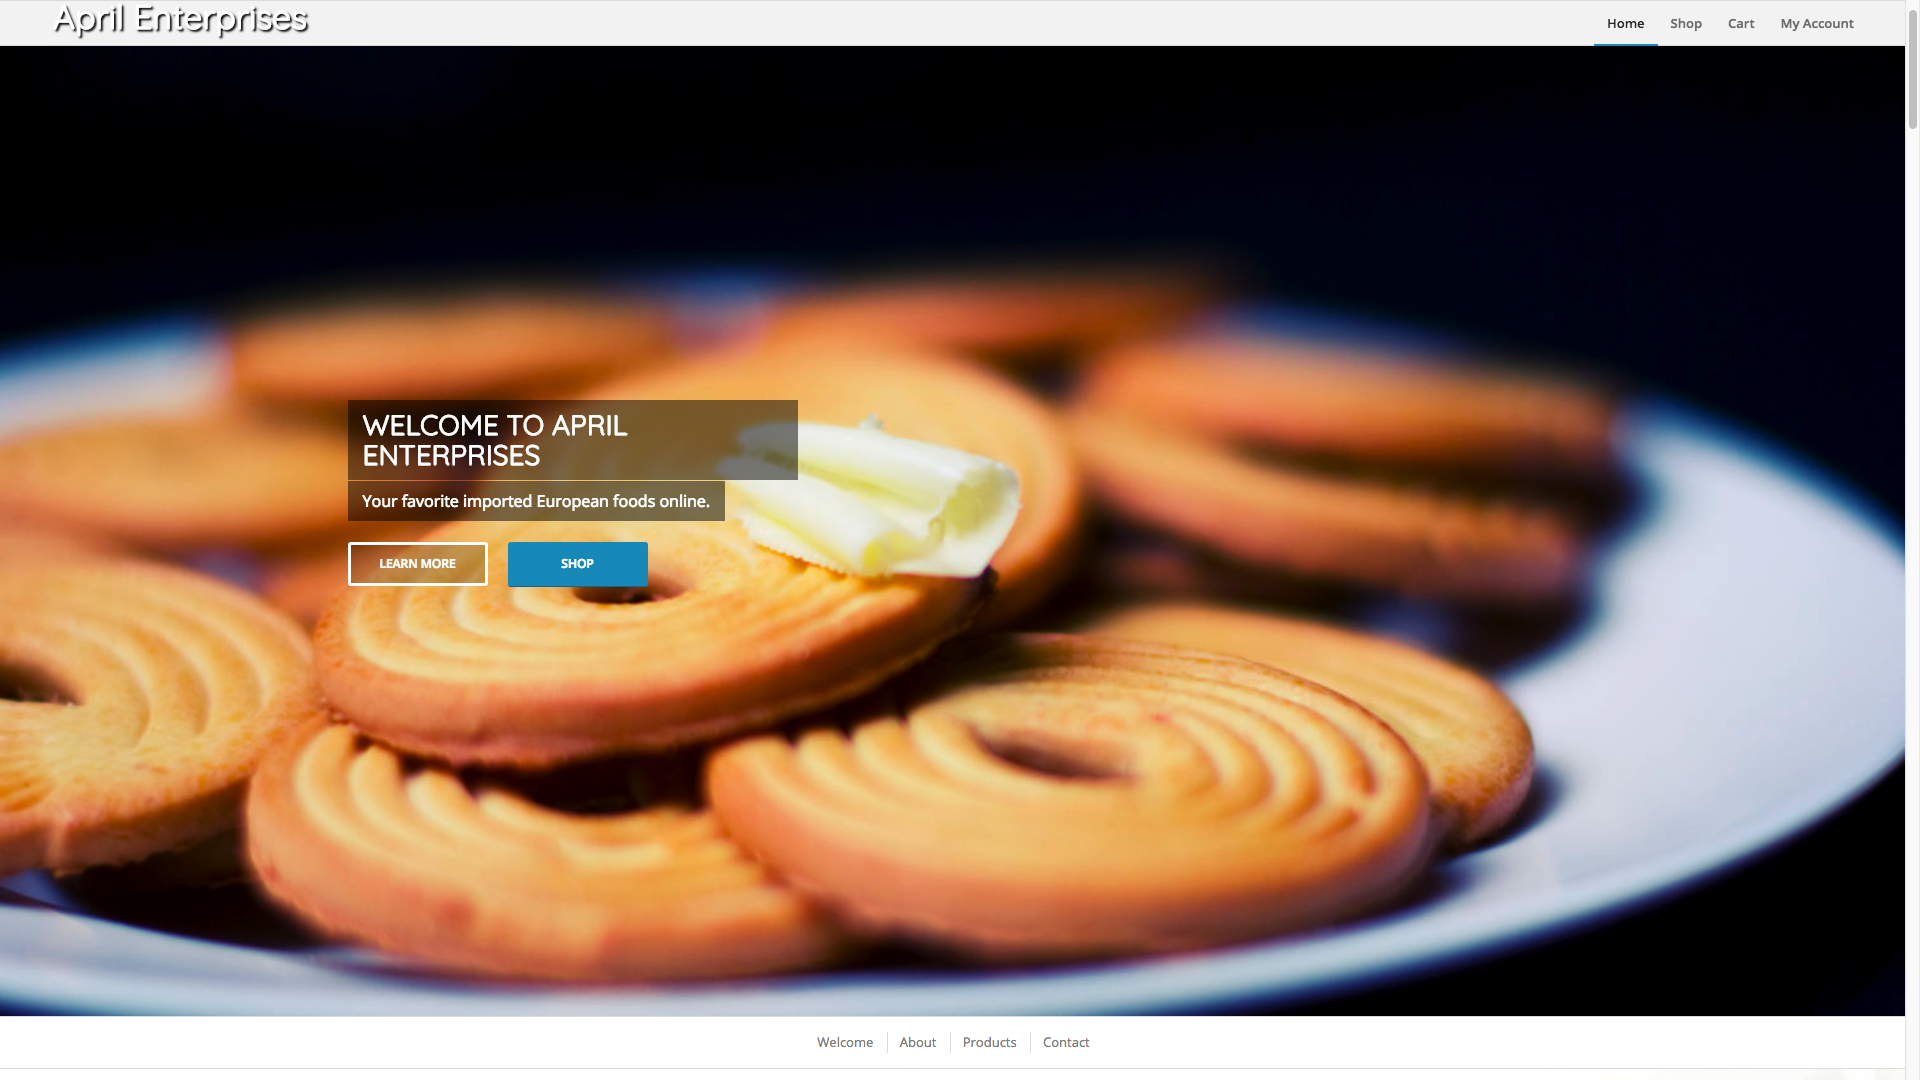 April Enterprises
Home
Shop
Cart
My Account
WELCOME TO APRIL
ENTERPRISES
Your favorite imported European foods online.
LEARN MORE
SHOP
Welcome
About
Products
Contact